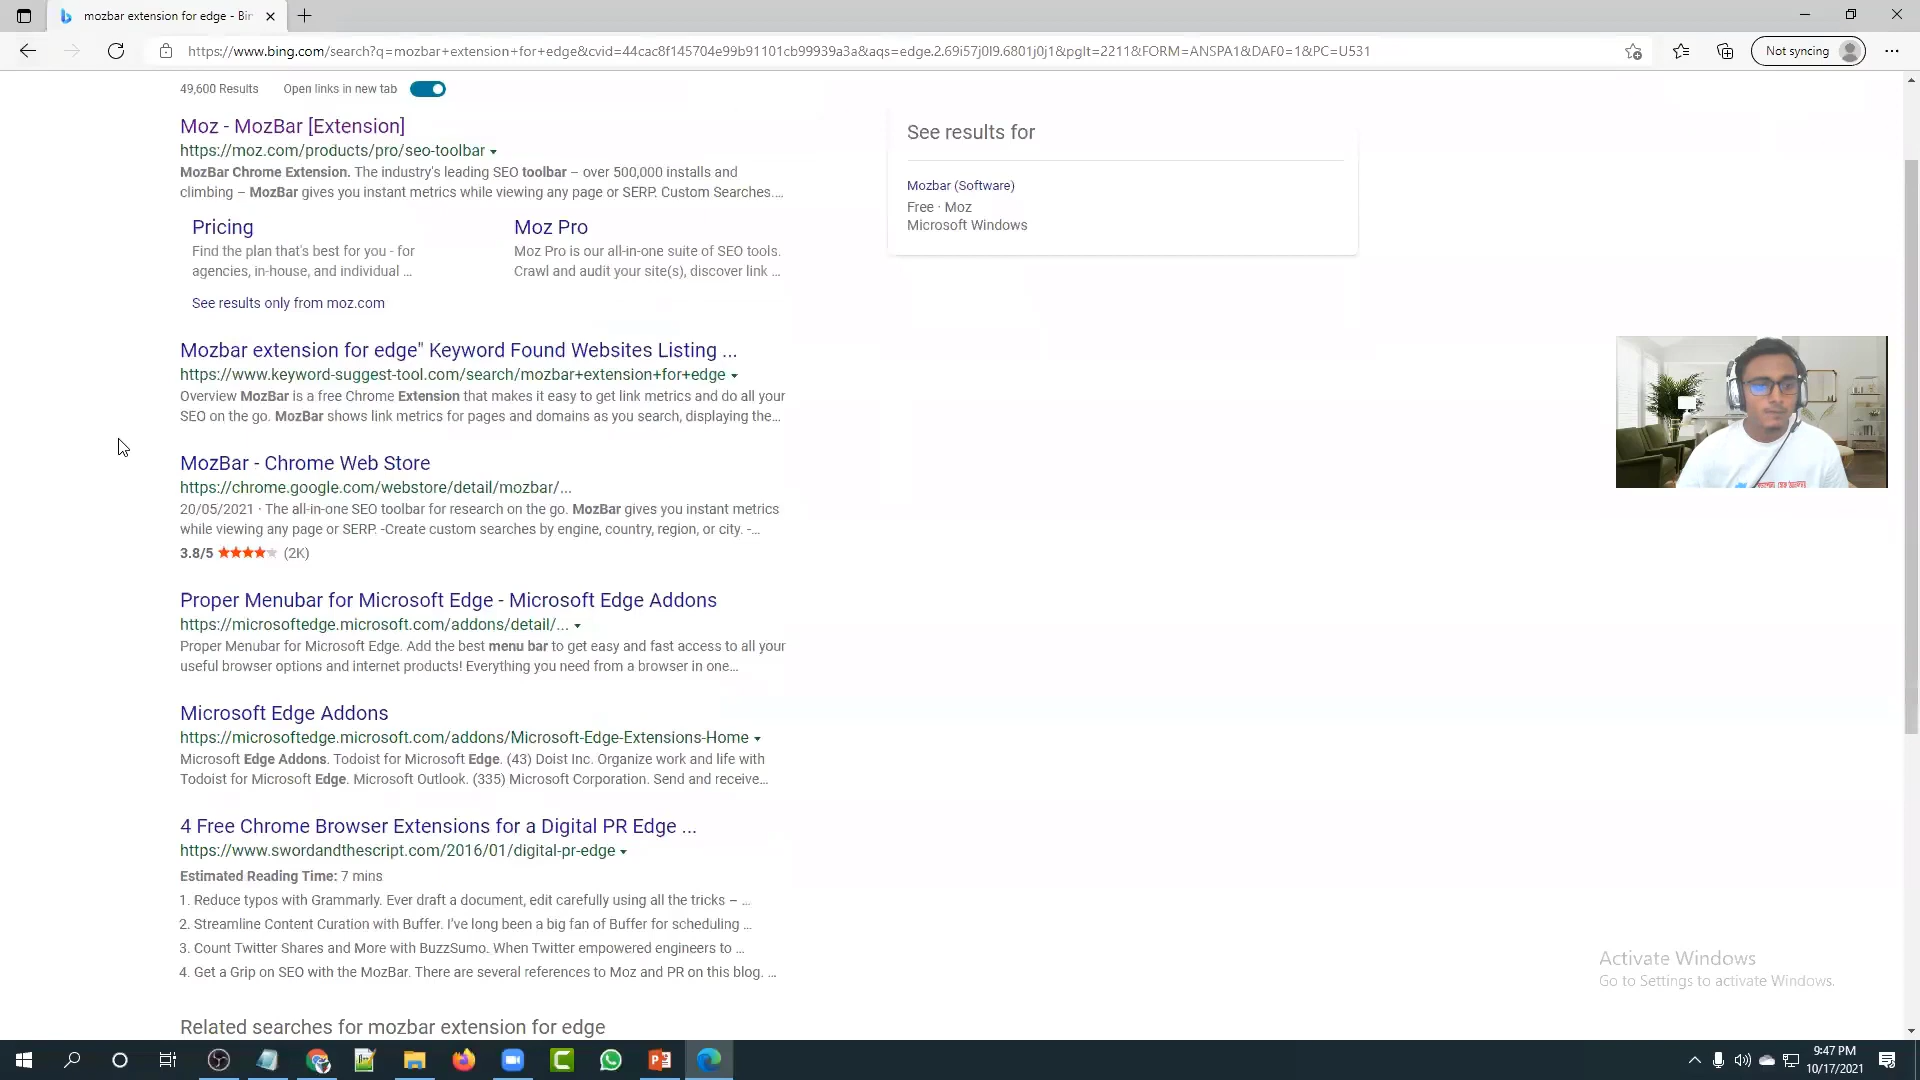 mozbar extension for edge - Bin
https://www.bing.com/search?q=mozbar+extension+for+edge&cvid=44cac8f145704e99b91101cb99939a3a&aqs=edge.2.69i57j0l9.6801j0j1&pglt=2211&FORM=ANSPA1&DAF0=1&PC=U531
Not syncing
49,600 Results
Open links in new tab
Moz - MozBar [Extension]
https://moz.com/products/pro/seo-toolbar
MozBar Chrome Extension. The industry's leading SEO toolbar – over 500,000 installs and
climbing – MozBar gives you instant metrics while viewing any page or SERP. Custom Searches....
Pricing
Find the plan that's best for you - for
agencies, in-house, and individual ...
Moz Pro
Moz Pro is our all-in-one suite of SEO tools.
Crawl and audit your site(s), discover link ...
See results only from moz.com
Mozbar extension for edge" Keyword Found Websites Listing ...
https://www.keyword-suggest-tool.com/search/mozbar+extension+for+edge
Overview MozBar is a free Chrome Extension that makes it easy to get link metrics and do all your
SEO on the go. MozBar shows link metrics for pages and domains as you search, displaying the...
MozBar - Chrome Web Store
https://chrome.google.com/webstore/detail/mozbar/...
20/05/2021 · The all-in-one SEO toolbar for research on the go. MozBar gives you instant metrics
while viewing any page or SERP. -Create custom searches by engine, country, region, or city. -...
3.8/5 (2K)
Proper Menubar for Microsoft Edge - Microsoft Edge Addons
https://microsoftedge.microsoft.com/addons/detail/...
Proper Menubar for Microsoft Edge. Add the best menu bar to get easy and fast access to all your
useful browser options and internet products! Everything you need from a browser in one...
Microsoft Edge Addons
https://microsoftedge.microsoft.com/addons/Microsoft-Edge-Extensions-Home
Microsoft Edge Addons. Todoist for Microsoft Edge. (43) Doist Inc. Organize work and life with
Todoist for Microsoft Edge. Microsoft Outlook. (335) Microsoft Corporation. Send and receive...
4 Free Chrome Browser Extensions for a Digital PR Edge ...
https://www.swordandthescript.com/2016/01/digital-pr-edge
Estimated Reading Time: 7 mins
1. Reduce typos with Grammarly. Ever draft a document, edit carefully using all the tricks – ...
2. Streamline Content Curation with Buffer. I've long been a big fan of Buffer for scheduling ...
3. Count Twitter Shares and More with BuzzSumo. When Twitter empowered engineers to ...
4. Get a Grip on SEO with the MozBar. There are several references to Moz and PR on this blog. ...
Related searches for mozbar extension for edge
See results for
Mozbar (Software)
Free · Moz
Microsoft Windows
Activate Windows
Go to Settings to activate Windows.
9:47 PM
10/17/2021